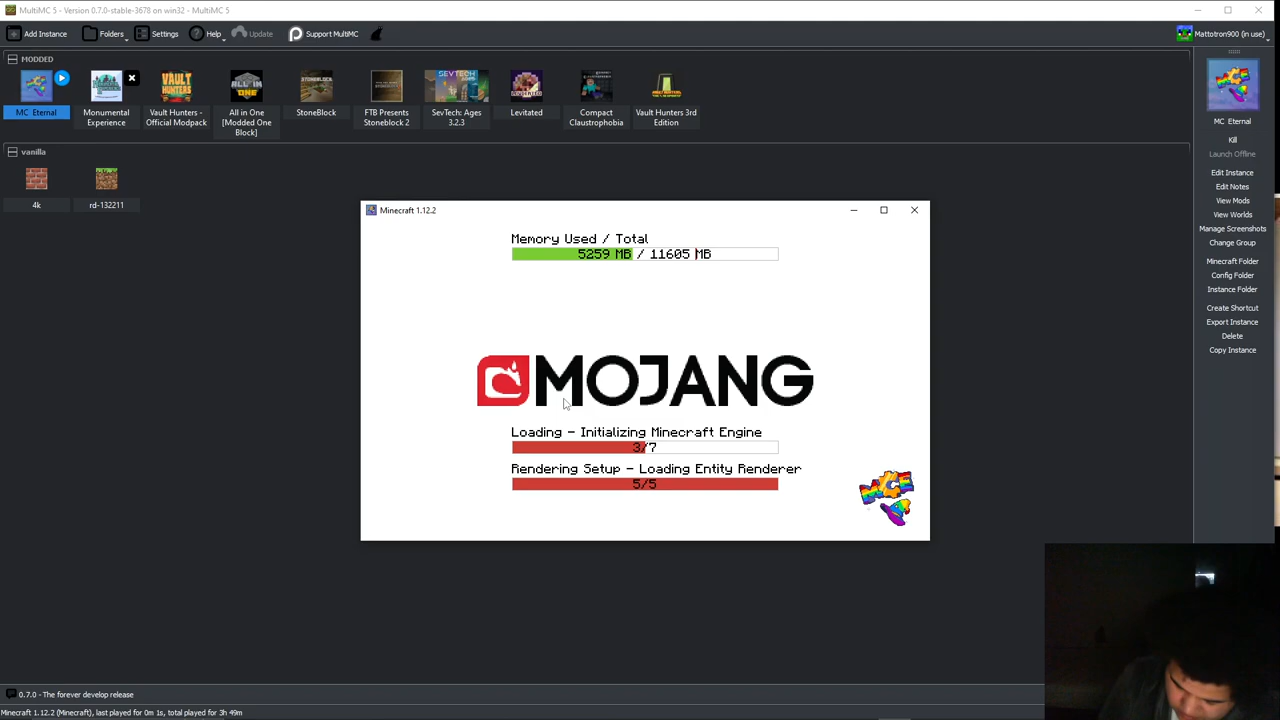 MultiMC 5 - Version 0.7.0-stable-3678 on win32 - MultiMC 5
Add Instance Folders Settings Help Update Support MultiMC Mattotron900 (in use)
MODDED
MC Eternal
Monumental
Experience
Vault Hunters -
Official Modpack
All in One
[Modded One
Block]
StoneBlock
FTB Presents
Stoneblock 2
SevTech: Ages
3.2.3
Levitated
Compact
Claustrophobia
Vault Hunters 3rd
Edition
vanilla
4k
rd-132211
Minecraft 1.12.2
Memory Used / Total
5259 MB / 11605 MB
MOJANG
Loading - Initializing Minecraft Engine
3/7
Rendering Setup - Loading Entity Renderer
5/5
MCE
MC Eternal
Kill
Launch Offline
Edit Instance
Edit Notes
View Mods
View Worlds
Manage Screenshots
Change Group
Minecraft Folder
Config Folder
Instance Folder
Create Shortcut
Export Instance
Delete
Copy Instance
0.7.0 - The forever develop release
Minecraft 1.12.2 (Minecraft), last played for 0m 1s, total played for 3h 49m